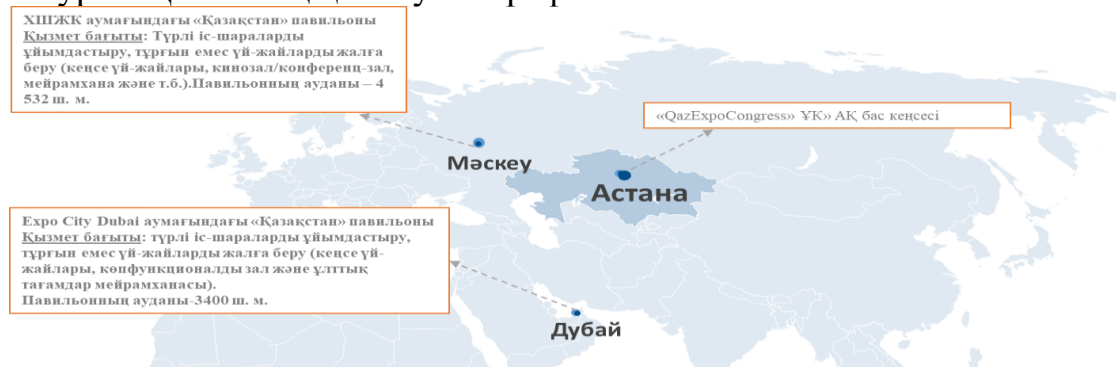 ХШЖК аумағындағы «Қазақстан» павильоны
Қызмет бағыты: Түрлі іс-шараларды
ұйымдастыру, тұрғын емес үй-жайларды жалға
беру (кеңсе үй-жайлары, кинозал/конференц-зал,
мейрамхана және т.б.).Павильонның ауданы – 4
532 ш. м.
«QazExpoCongress» ҰК» АҚ бас кеңсесі
Мәскеу
Астана
Expo City Dubai аумағындағы «Қазақстан» павильоны
Қызмет бағыты: түрлі іс-шараларды ұйымдастыру,
тұрғын емес үй-жайларды жалға беру (кеңсе үй-
жайлары, көпфункционалды зал және ұлттық
тағамдар мейрамханасы).
Павильонның ауданы-3400 ш. м.
Дубай